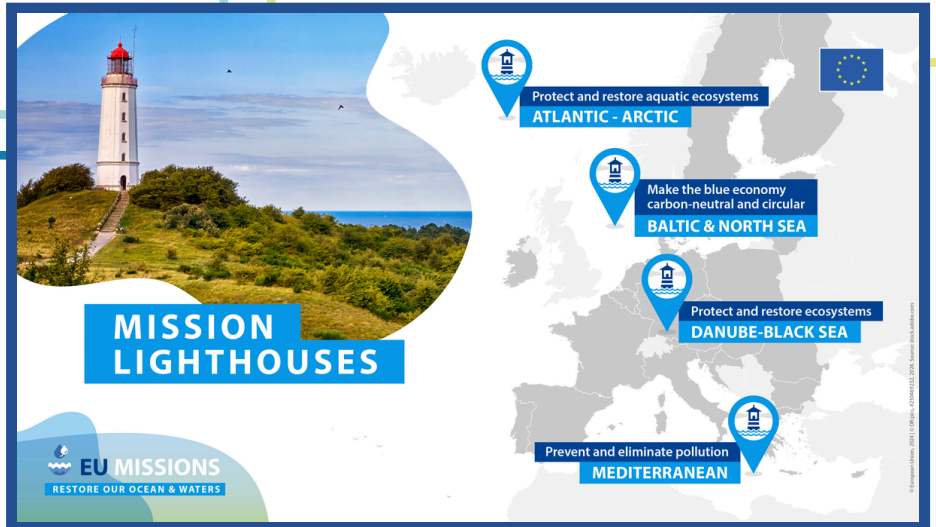 Protect and restore aquatic ecosystems
ATLANTIC - ARCTIC
Make the blue economy
carbon-neutral and circular
BALTIC & NORTH SEA
Protect and restore ecosystems
DANUBE-BLACK SEA
MISSION
LIGHTHOUSES
Prevent and eliminate pollution
MEDITERRANEAN
EU MISSIONS
RESTORE OUR OCEAN & WATERS